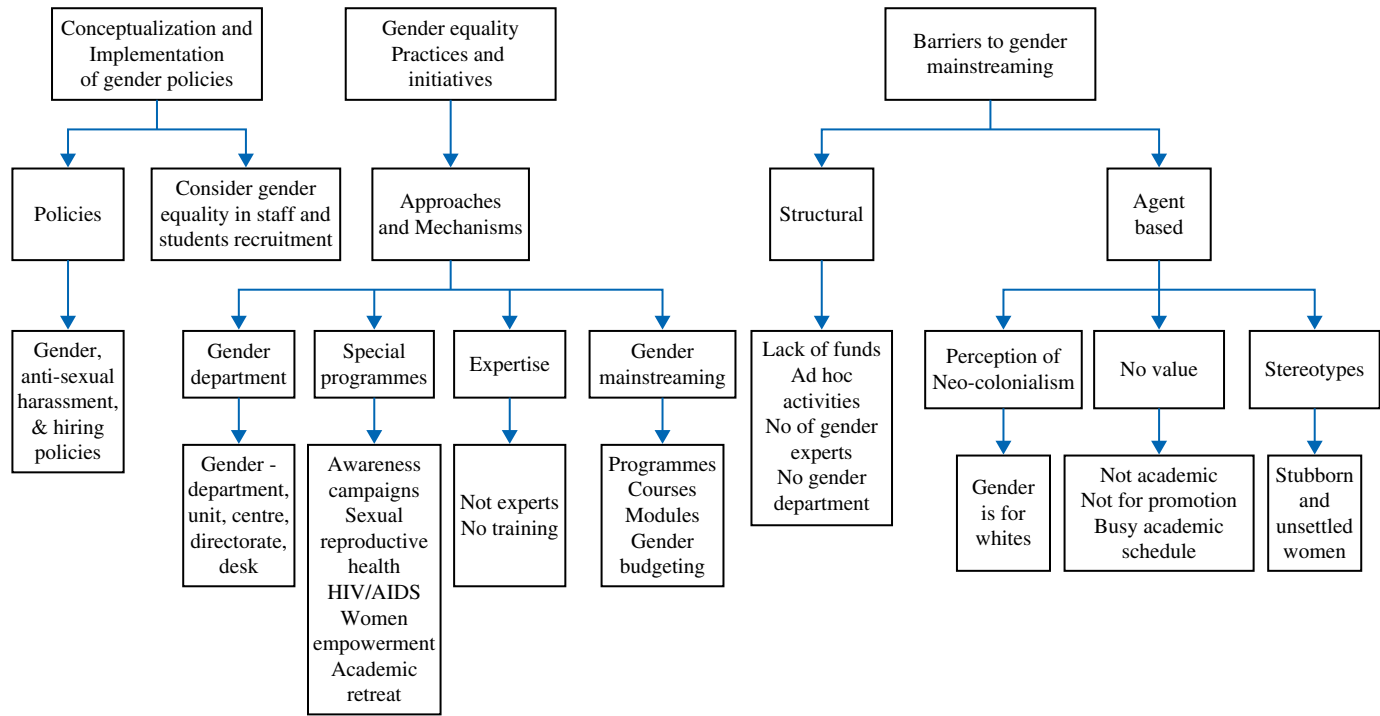 Conceptualization and
Implementation
of gender policies
Gender equality
Practices and
initiatives
Barriers to gender
mainstreaming
Policies
Consider gender
equality in staff and
students recruitment
Approaches
and Mechanisms
Structural
Agent
based
Gender,
anti-sexual
harassment,
& hiring
policies
Gender
department
Special
programmes
Expertise
Gender
mainstreaming
Lack of funds
Ad hoc
activities
No of gender
experts
No gender
department
Perception of
Neo-colonialism
No value
Stereotypes
Gender -
department,
unit, centre,
directorate,
desk
Awareness
campaigns
Sexual
reproductive
health
HIV/AIDS
Women
empowerment
Academic
retreat
Not experts
No training
Programmes
Courses
Modules
Gender
budgeting
Gender
is for
whites
Not academic
Not for promotion
Busy academic
schedule
Stubborn
and
unsettled
women